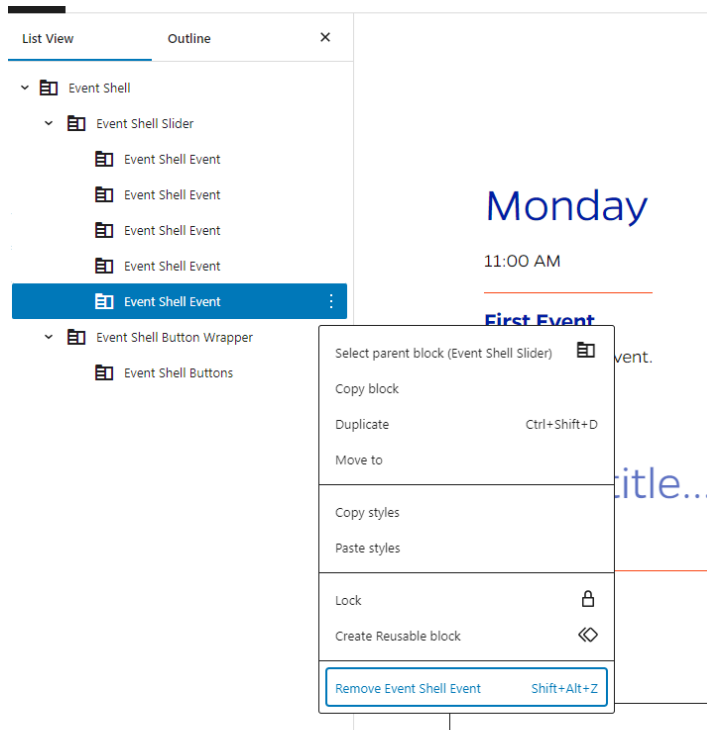 List View
Outline
Event Shell
Event Shell Slider
Event Shell Event
Event Shell Event
Event Shell Event
Event Shell Event
Event Shell Event
Event Shell Button Wrapper
Event Shell Buttons
Select parent block (Event Shell Slider)
Copy block
Duplicate Ctrl+Shift+D
Move to
Copy styles
Paste styles
Lock
Create Reusable block
Remove Event Shell Event Shift+Alt+Z
Monday
11:00 AM
First Event
vent.
title...